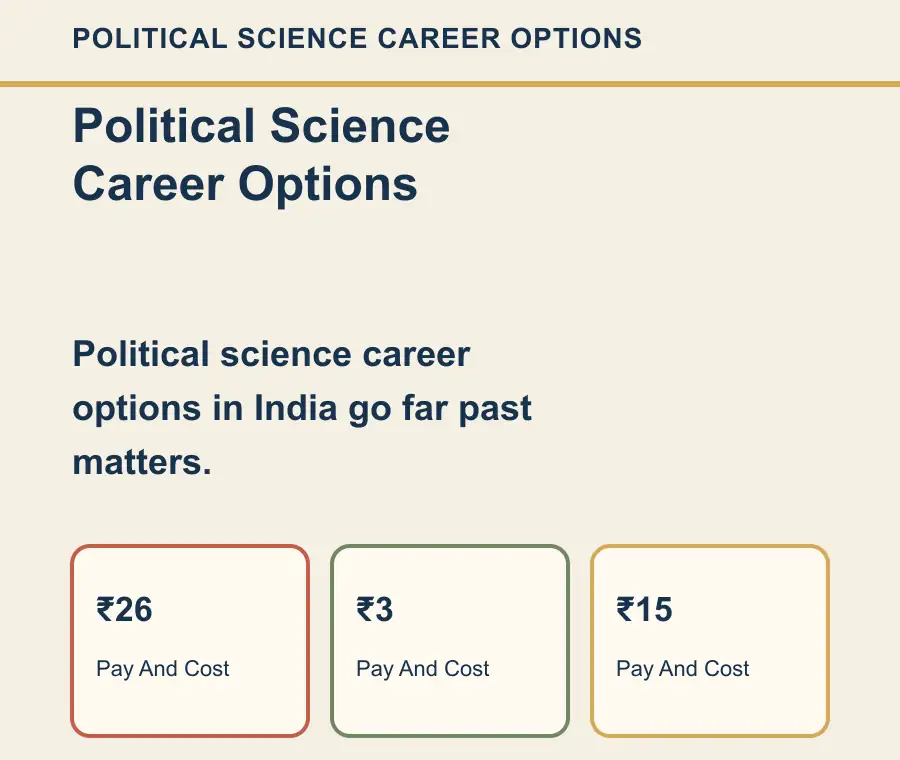 POLITICAL SCIENCE CAREER OPTIONS
Political Science
Career Options
Political science career
options in India go far past
matters.
₹26
Pay And Cost
₹3
Pay And Cost
₹15
Pay And Cost